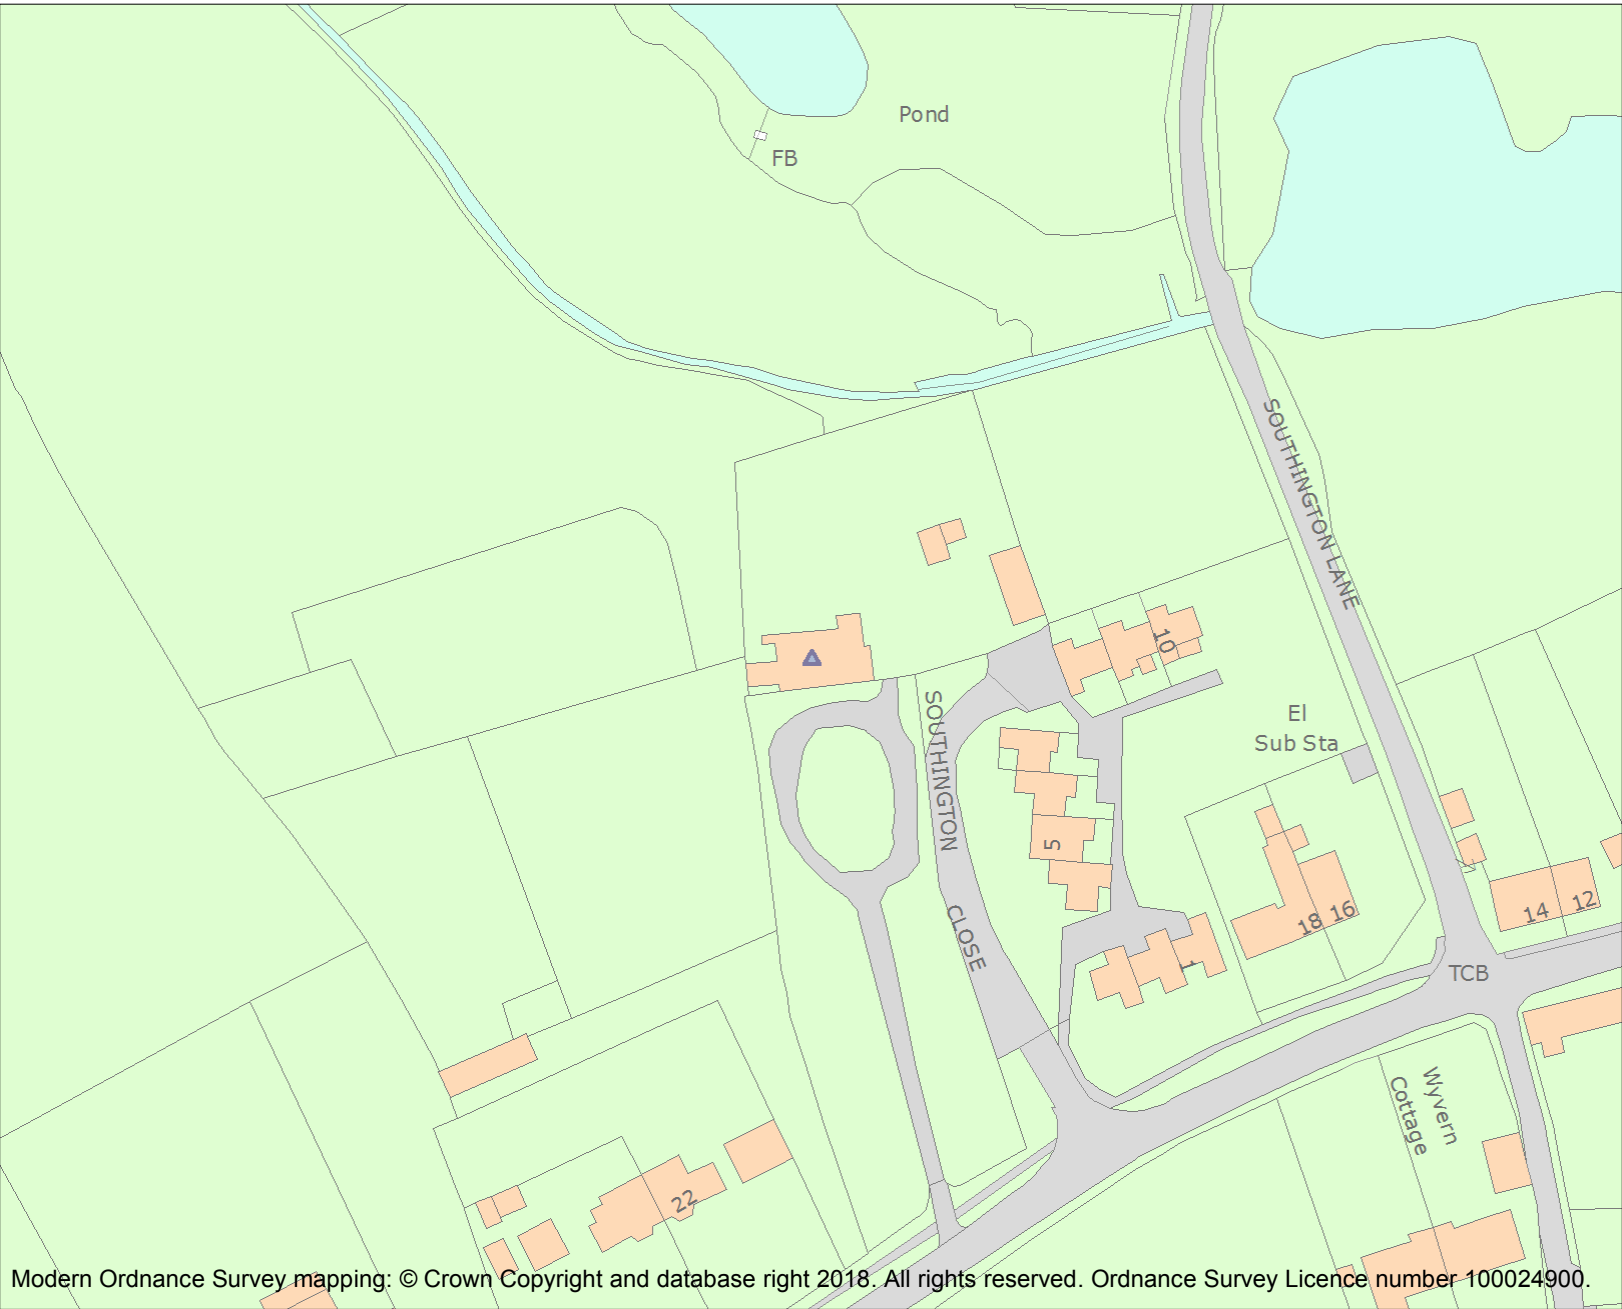 Pond
FB
SOUTHINGTON LANE
10
El
Sub Sta
SOUTHINGTON
CLOSE
5
18
16
14
12
1
TCB
Wyvern
Cottage
22
Modern Ordnance Survey mapping: © Crown Copyright and database right 2018. All rights reserved. Ordnance Survey Licence number 100024900.